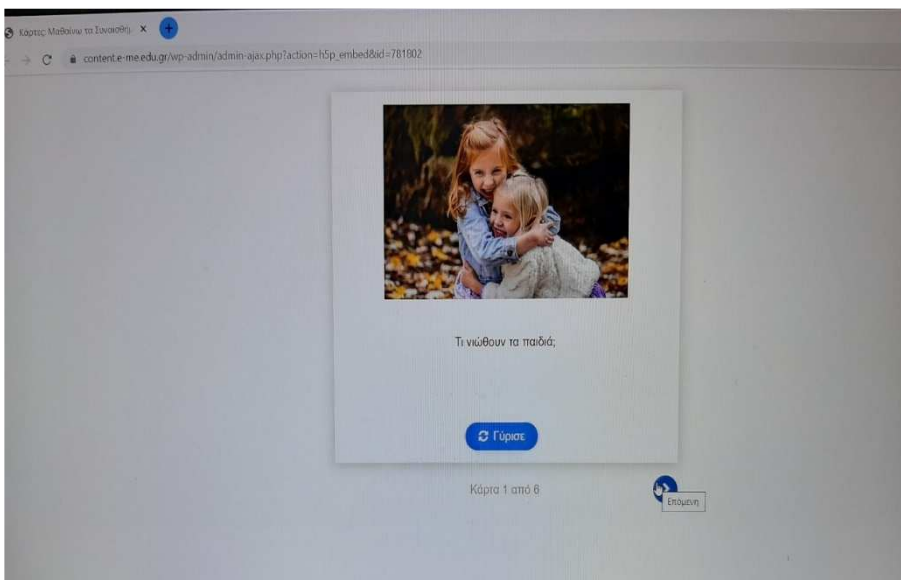 Κάρτες: Μαθαίνω τα Συναισθήμ
content.e-me.edu.gr/wp-admin/admin-ajax.php?action=h5p_embed&id=781802
Τι νιώθουν τα παιδιά;
Γύρισε
Κάρτα 1 από 6
Επόμενη